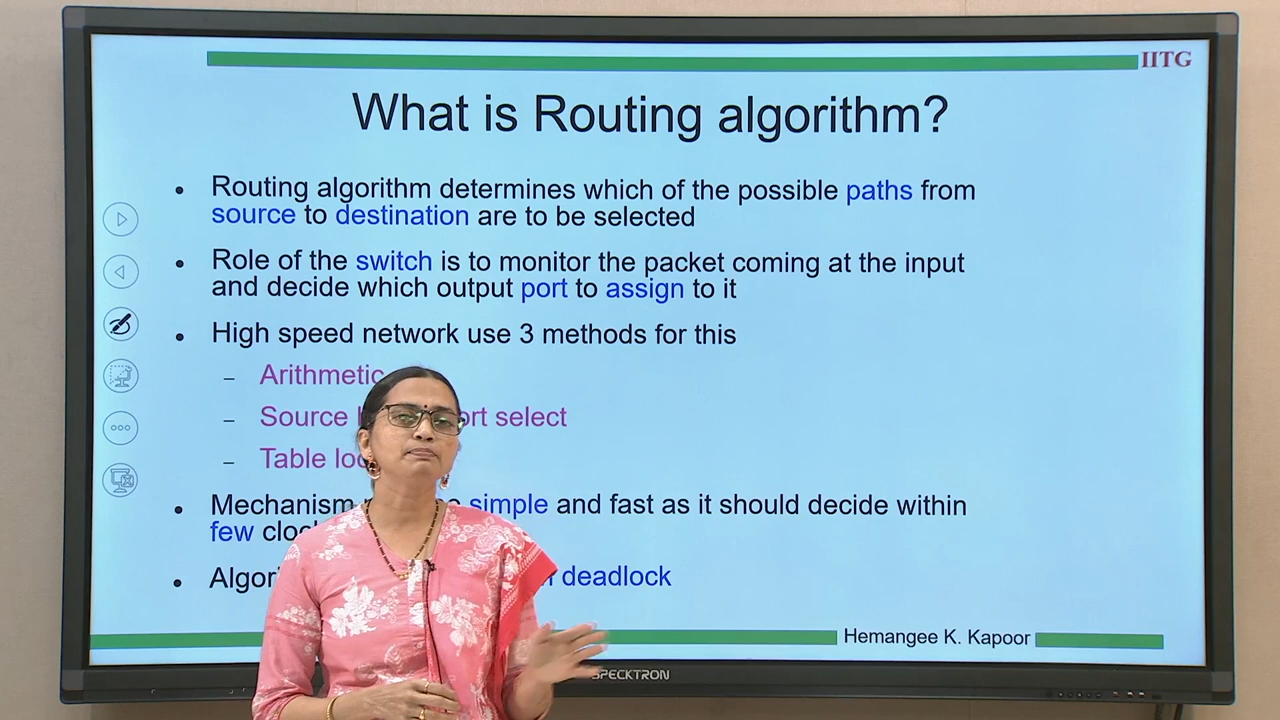 IITG
What is Routing algorithm?
• Routing algorithm determines which of the possible paths from
source to destination are to be selected
• Role of the switch is to monitor the packet coming at the input
and decide which output port to assign to it
• High speed network use 3 methods for this
– Arithmetic
– Source select
– Table
• Mechanism simple and fast as it should decide within
few
• deadlock
Hemangee K. Kapoor
SPECKTRON